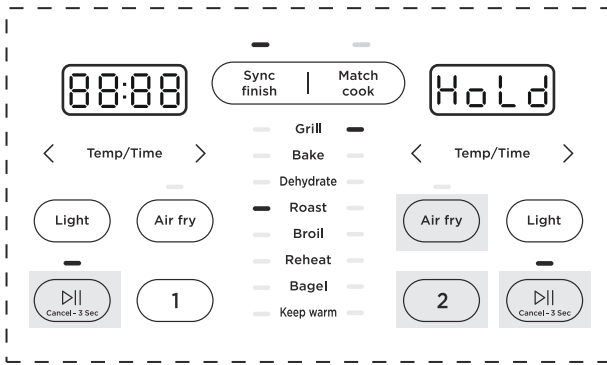 Sync finish
Match cook
88:88
HoLd
Grill
Temp/Time
Bake
Temp/Time
Dehydrate
Light
Air fry
Roast
Air fry
Light
Broil
Reheat
Cancel - 3 Sec
1
Bagel
2
Cancel - 3 Sec
Keep warm